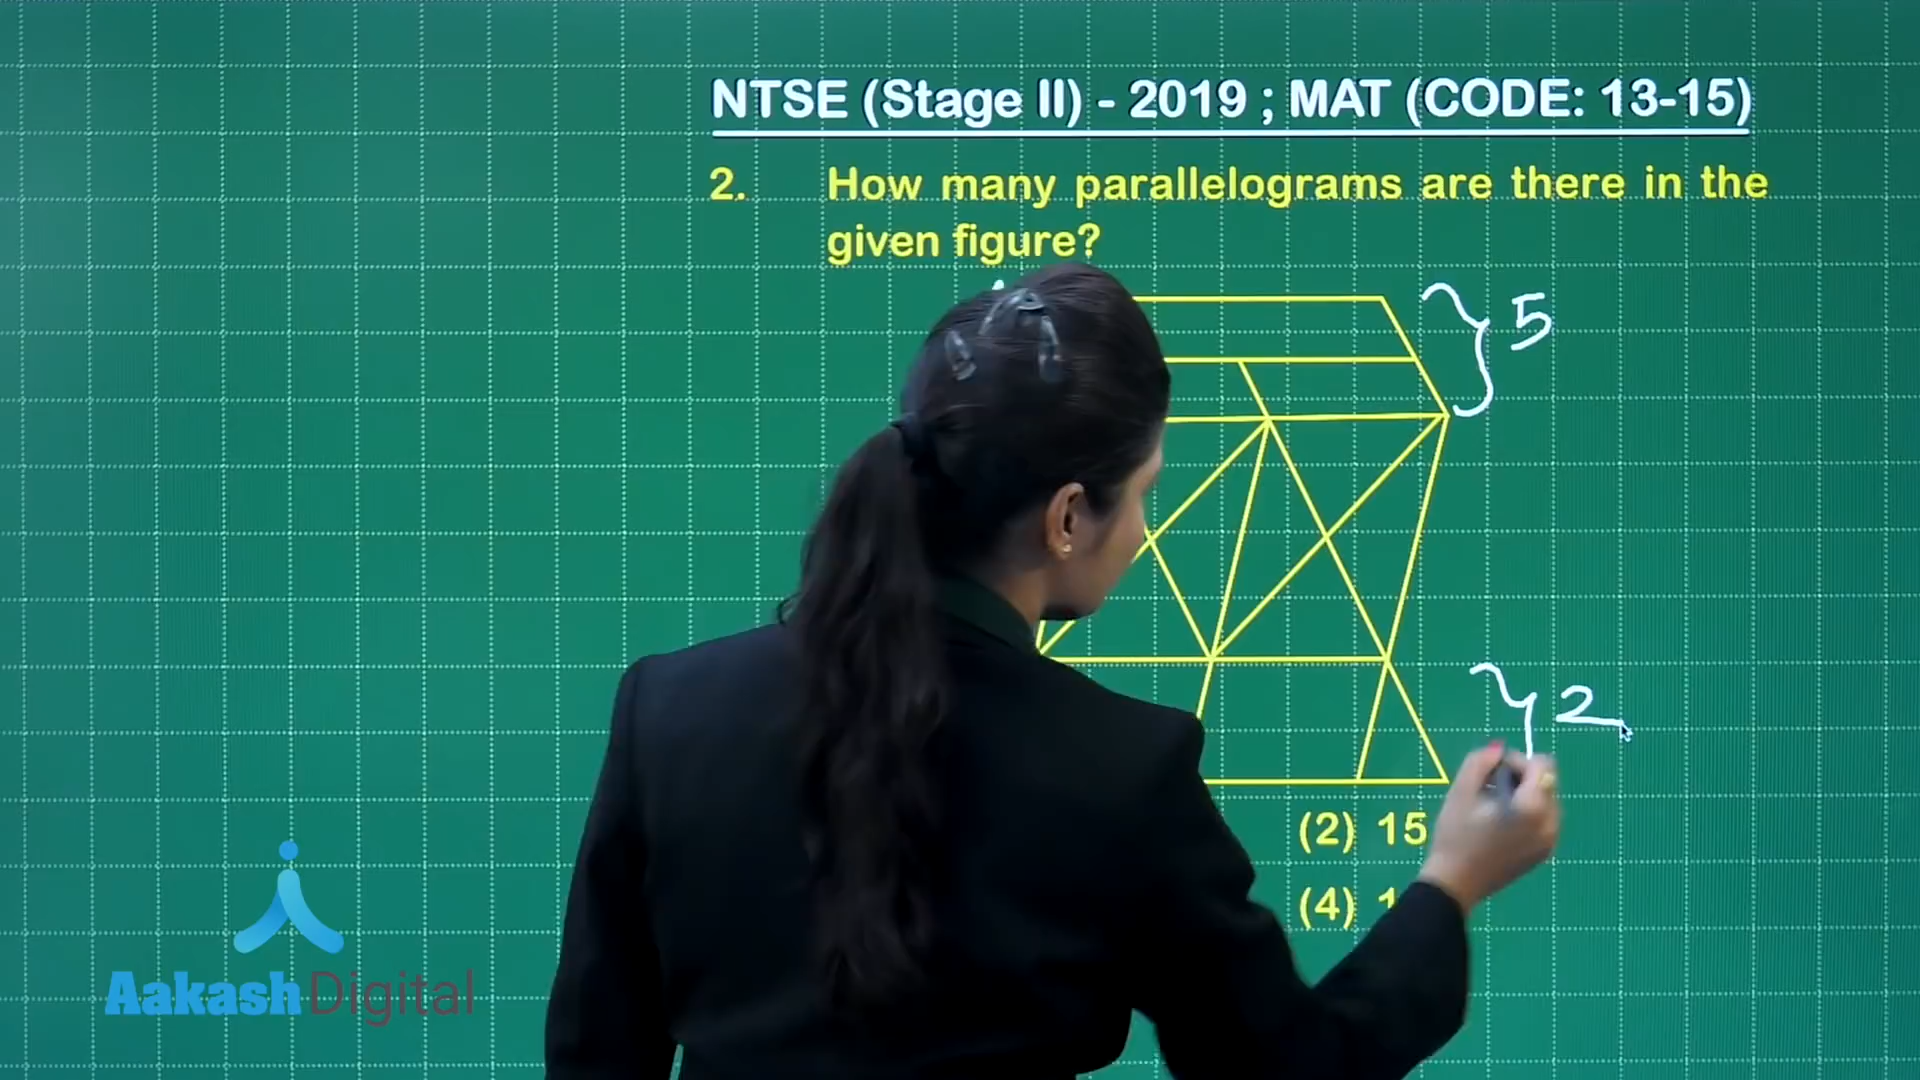 NTSE (Stage II) - 2019 ; MAT (CODE: 13-15)
2. How many parallelograms are there in the
given figure?
5
2
(2) 15
(4)
Aakash Digital